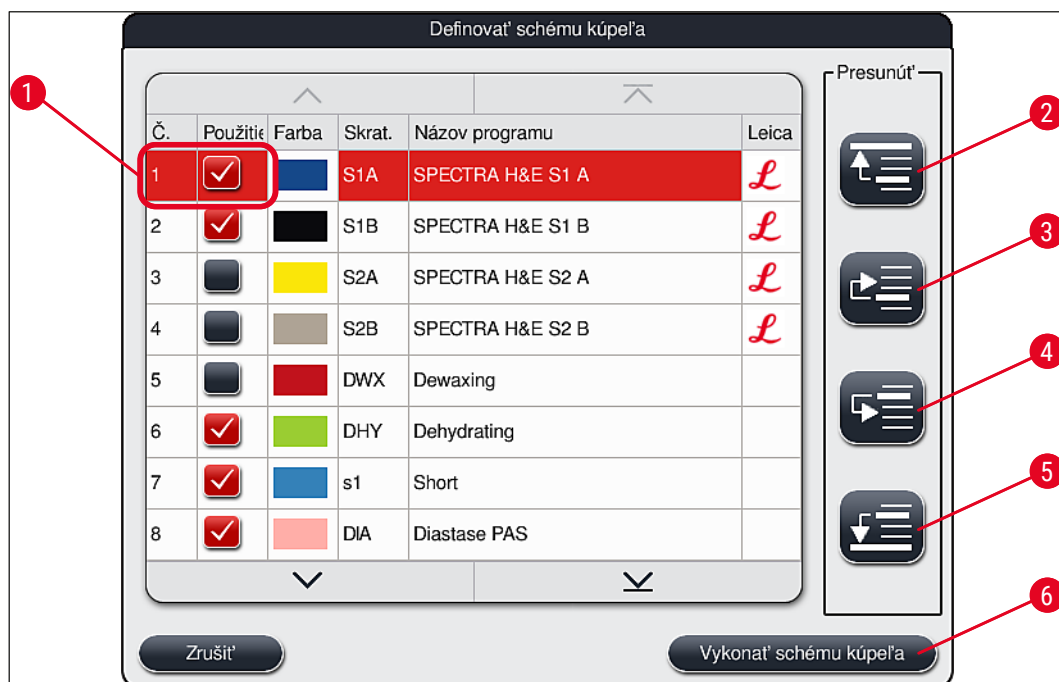 Definovať schému kúpeľa
Presunúť
Č. Použitie Farba Skrat. Názov programu Leica
1 S1A SPECTRA H&E S1 A
2 S1B SPECTRA H&E S1 B
3 S2A SPECTRA H&E S2 A
4 S2B SPECTRA H&E S2 B
5 DWX Dewaxing
6 DHY Dehydrating
7 s1 Short
8 DIA Diastase PAS
Zrušiť
Vykonať schému kúpeľa
1
2
3
4
5
6